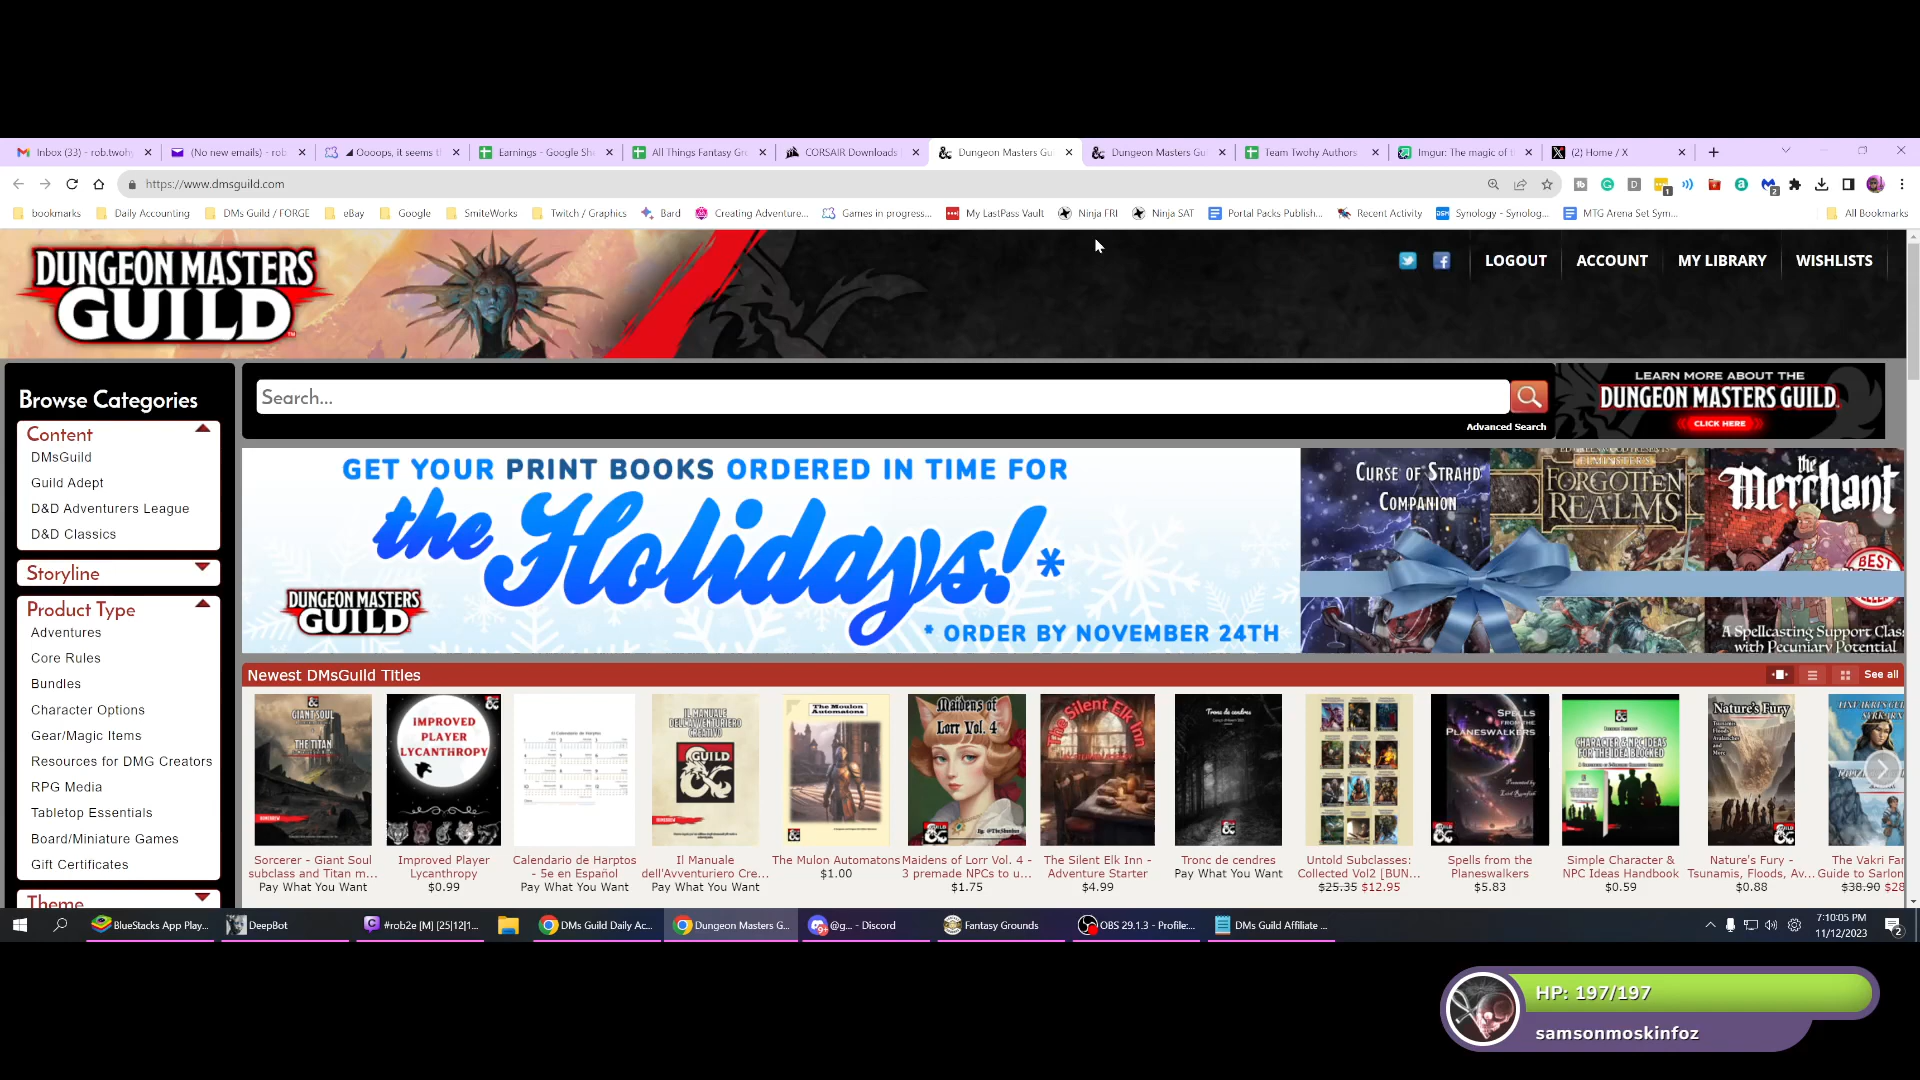 Inbox (33) - rob.twohy
(No new emails) - rob
Ooops, it seems t
Earnings - Google Sh
All Things Fantasy Gr
CORSAIR Downloads
Dungeon Masters Gu
Dungeon Masters Gu
Team Twohy Authors
Imgur: The magic of t
(2) Home / X
https://www.dmsguild.com
bookmarks
Daily Accounting
DMs Guild / FORGE
eBay
Google
SmiteWorks
Twitch / Graphics
Bard
Creating Adventure...
Games in progress...
My LastPass Vault
Ninja FRI
Ninja SAT
Portal Packs Publish...
Recent Activity
Synology - Synolog...
MTG Arena Set Sym...
All Bookmarks
DUNGEON MASTERS
GUILD
LOGOUT
ACCOUNT
MY LIBRARY
WISHLISTS
Browse Categories
Content
DMsGuild
Guild Adept
D&D Adventurers League
D&D Classics
Storyline
Product Type
Adventures
Core Rules
Bundles
Character Options
Gear/Magic Items
Resources for DMG Creators
RPG Media
Tabletop Essentials
Board/Miniature Games
Gift Certificates
Theme
Search...
Advanced Search
LEARN MORE ABOUT THE
DUNGEON MASTERS GUILD
CLICK HERE
GET YOUR PRINT BOOKS ORDERED IN TIME FOR
the Holidays! *
DUNGEON MASTERS
GUILD
* ORDER BY NOVEMBER 24TH
CURSE OF STRAHD
COMPANION
FORGOTTEN
REALMS
the
Merchant
BEST
A Spellcasting Support Class
with Pecuniary Potential
Newest DMsGuild Titles
See all
GIANT SOUL
THE TITAN
IMPROVED
PLAYER
LYCANTHROPY
El Calendario de Harptos
IL MANUALE
DELL'AVVENTURIERO
CREATIVO
GUILD
The Moulon
Automatons
Maidens of
Lorr Vol. 4
The Silent Elk Inn
Tronc de cendres
SPELLS
FROM THE
PLANESWALKERS
CHARACTER & NPC IDEAS
FOR THE IDEA BLOCKED
Nature's Fury
Sorcerer - Giant Soul
subclass and Titan m...
Pay What You Want
Improved Player
Lycanthropy
$0.99
Calendario de Harptos
- 5e en Español
Pay What You Want
Il Manuale
dell'Avventuriero Cre...
Pay What You Want
The Mulon Automatons
$1.00
Maidens of Lorr Vol. 4 -
3 premade NPCs to u...
$1.75
The Silent Elk Inn -
Adventure Starter
$4.99
Tronc de cendres
Pay What You Want
Untold Subclasses:
Collected Vol2 [BUN...
$25.35 $12.95
Spells from the
Planeswalkers
$5.83
Simple Character &
NPC Ideas Handbook
$0.59
Nature's Fury -
Tsunamis, Floods, Av...
$0.88
The Vakri Far
Guide to Sarlon
$38.90 $28
BlueStacks App Play...
DeepBot
#rob2e [M] [25|12|1...
DMs Guild Daily Ac...
Dungeon Masters G...
@g... - Discord
Fantasy Grounds
OBS 29.1.3 - Profile:...
DMs Guild Affiliate ...
7:10:05 PM
11/12/2023
2
HP: 197/197
samsonmoskinfoz